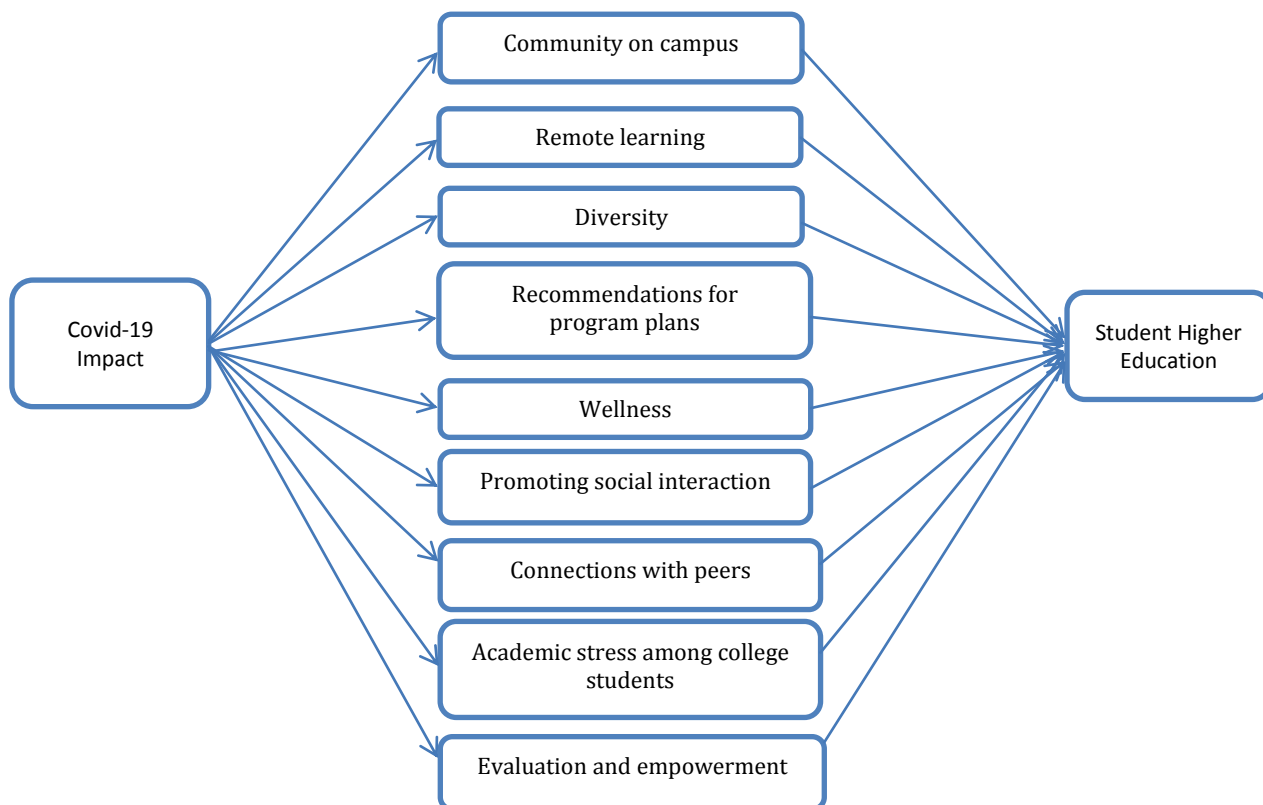 Community on campus
Remote learning
Diversity
Recommendations for
program plans
Covid-19
Impact
Student Higher
Education
Wellness
Promoting social interaction
Connections with peers
Academic stress among college
students
Evaluation and empowerment